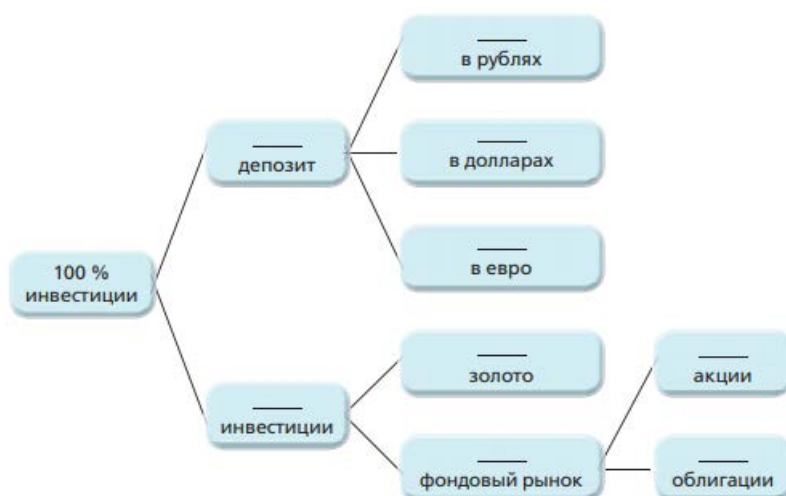 в рублях
депозит
в долларах
в евро
100 %
инвестиции
золото
акции
инвестиции
фондовый рынок
облигации